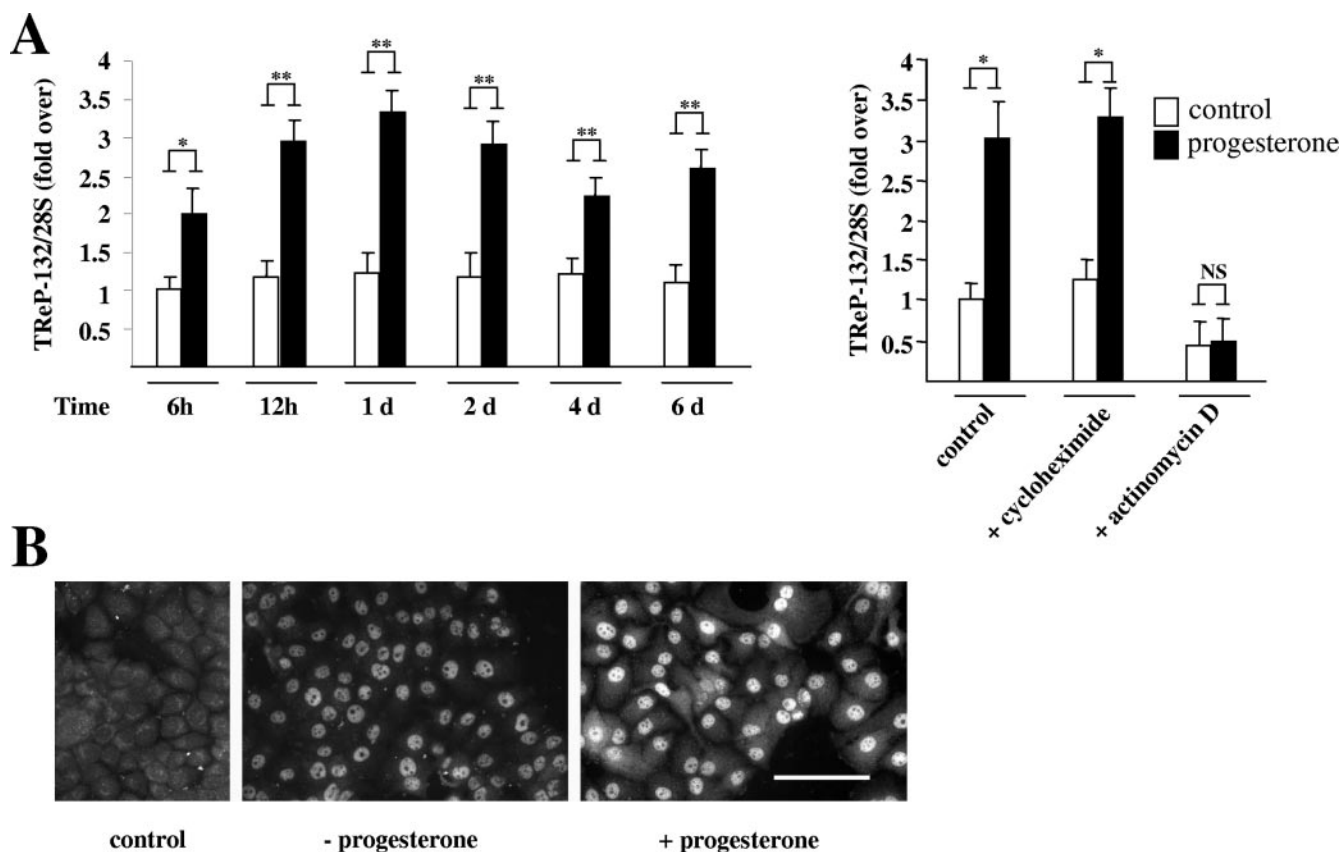 A
TReP-132/28S (fold over)
4
3.5
3
2.5
2
1.5
1
0.5
*
**
**
**
**
**
Time
6h
12h
1 d
2 d
4 d
6 d
TReP-132/28S (fold over)
4
3.5
3
2.5
2
1.5
1
0.5
*
*
NS
control
progesterone
control
+ cycloheximide
+ actinomycin D
B
control
- progesterone
+ progesterone